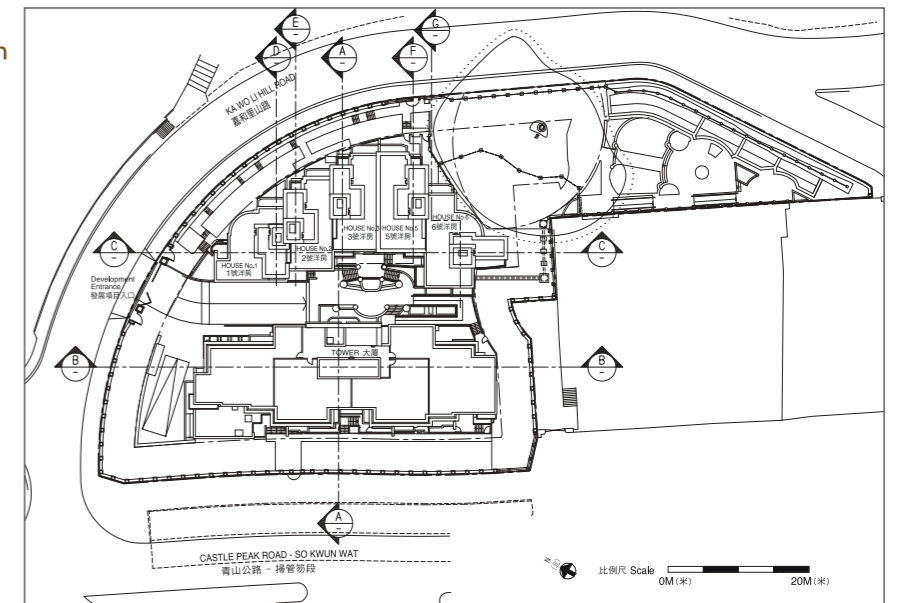 n
E
G
D
A
F
KA WO LI HILL ROAD
嘉和里山路
HOUSE No.6
6號洋房
HOUSE No.3
3號洋房
HOUSE No.5
5號洋房
HOUSE No.2
2號洋房
C
C
HOUSE No.1
1號洋房
Development
Entrance
發展項目入口
TOWER 大廈
B
B
A
CASTLE PEAK ROAD - SO KWUN WAT
青山公路 - 掃管笏段
N
比例尺 Scale
0M(米)
20M(米)